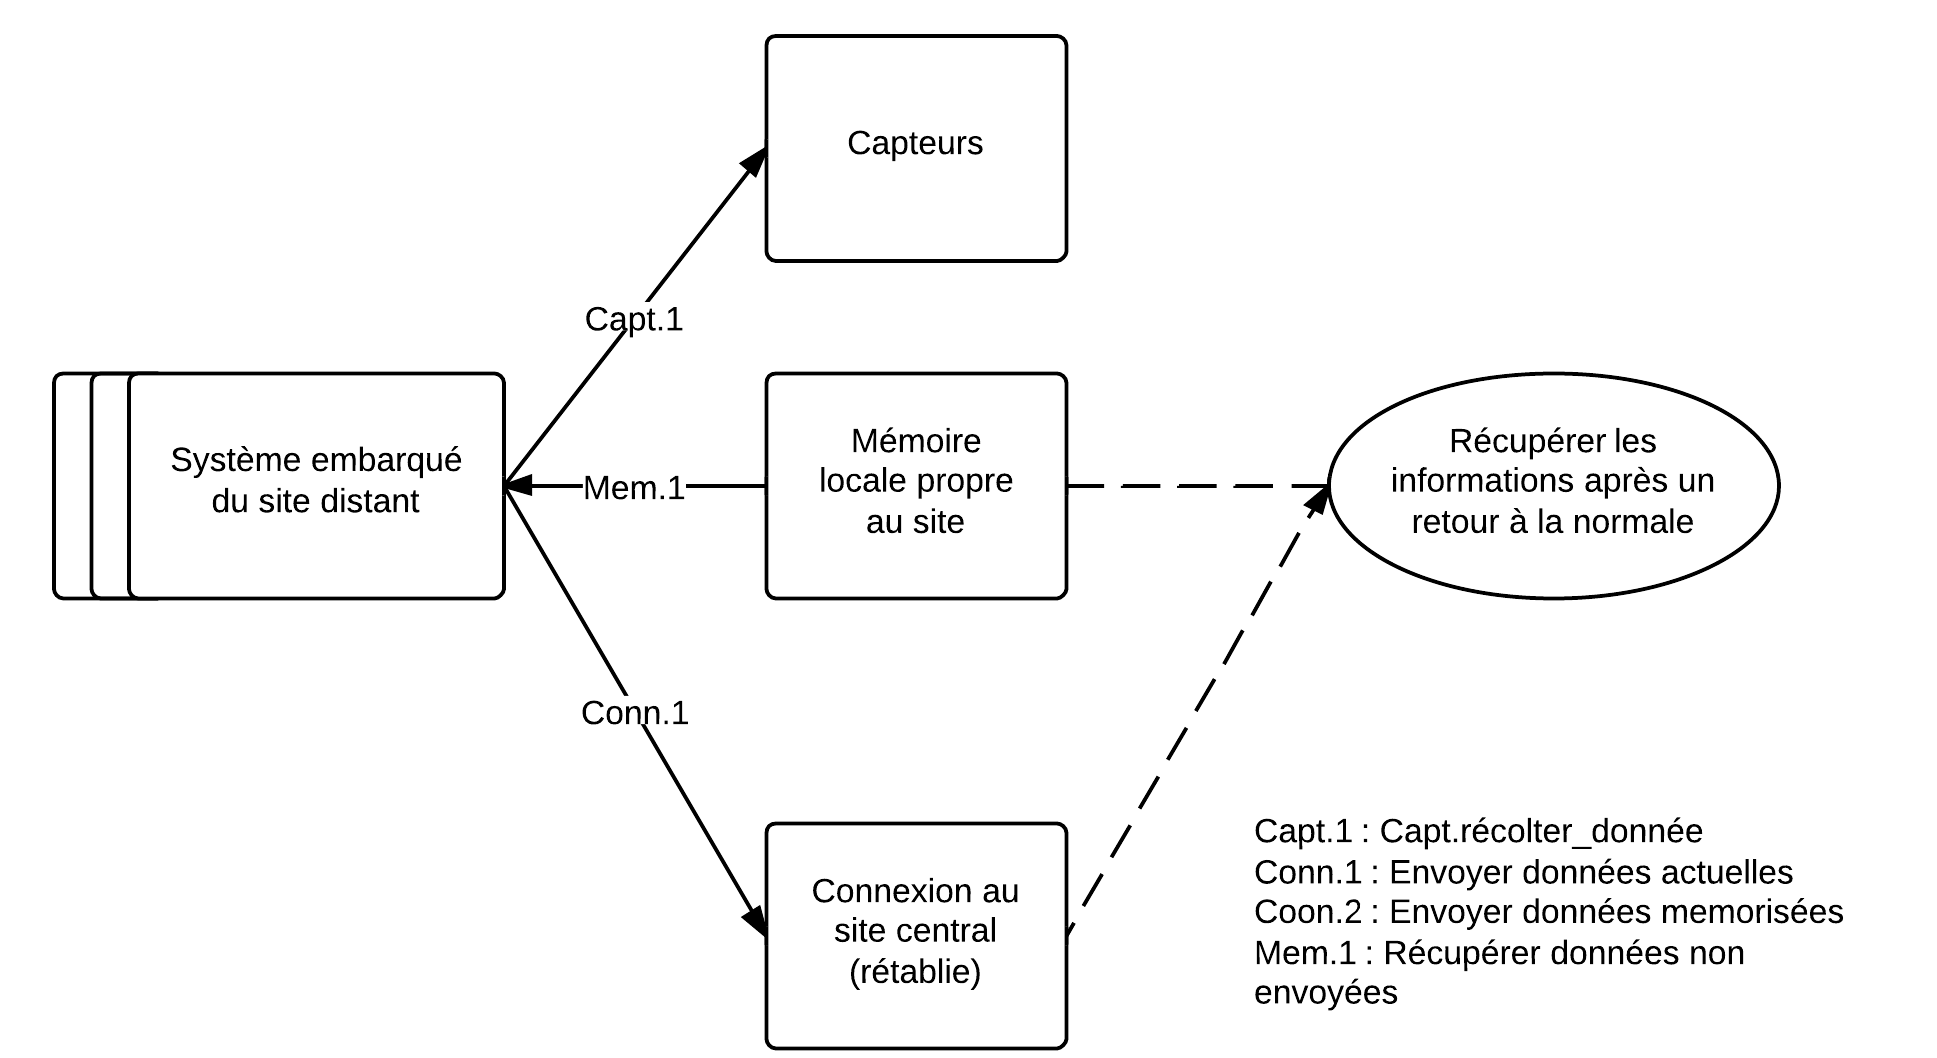 Capteurs
Capt.1
Système embarqué
du site distant
Mem.1
Mémoire
locale propre
au site
Récupérer les
informations après un
retour à la normale
Conn.1
Connexion au
site central
(rétablie)
Capt.1 : Capt.récolter_donnée
Conn.1 : Envoyer données actuelles
Coon.2 : Envoyer données memorisées
Mem.1 : Récupérer données non
envoyées